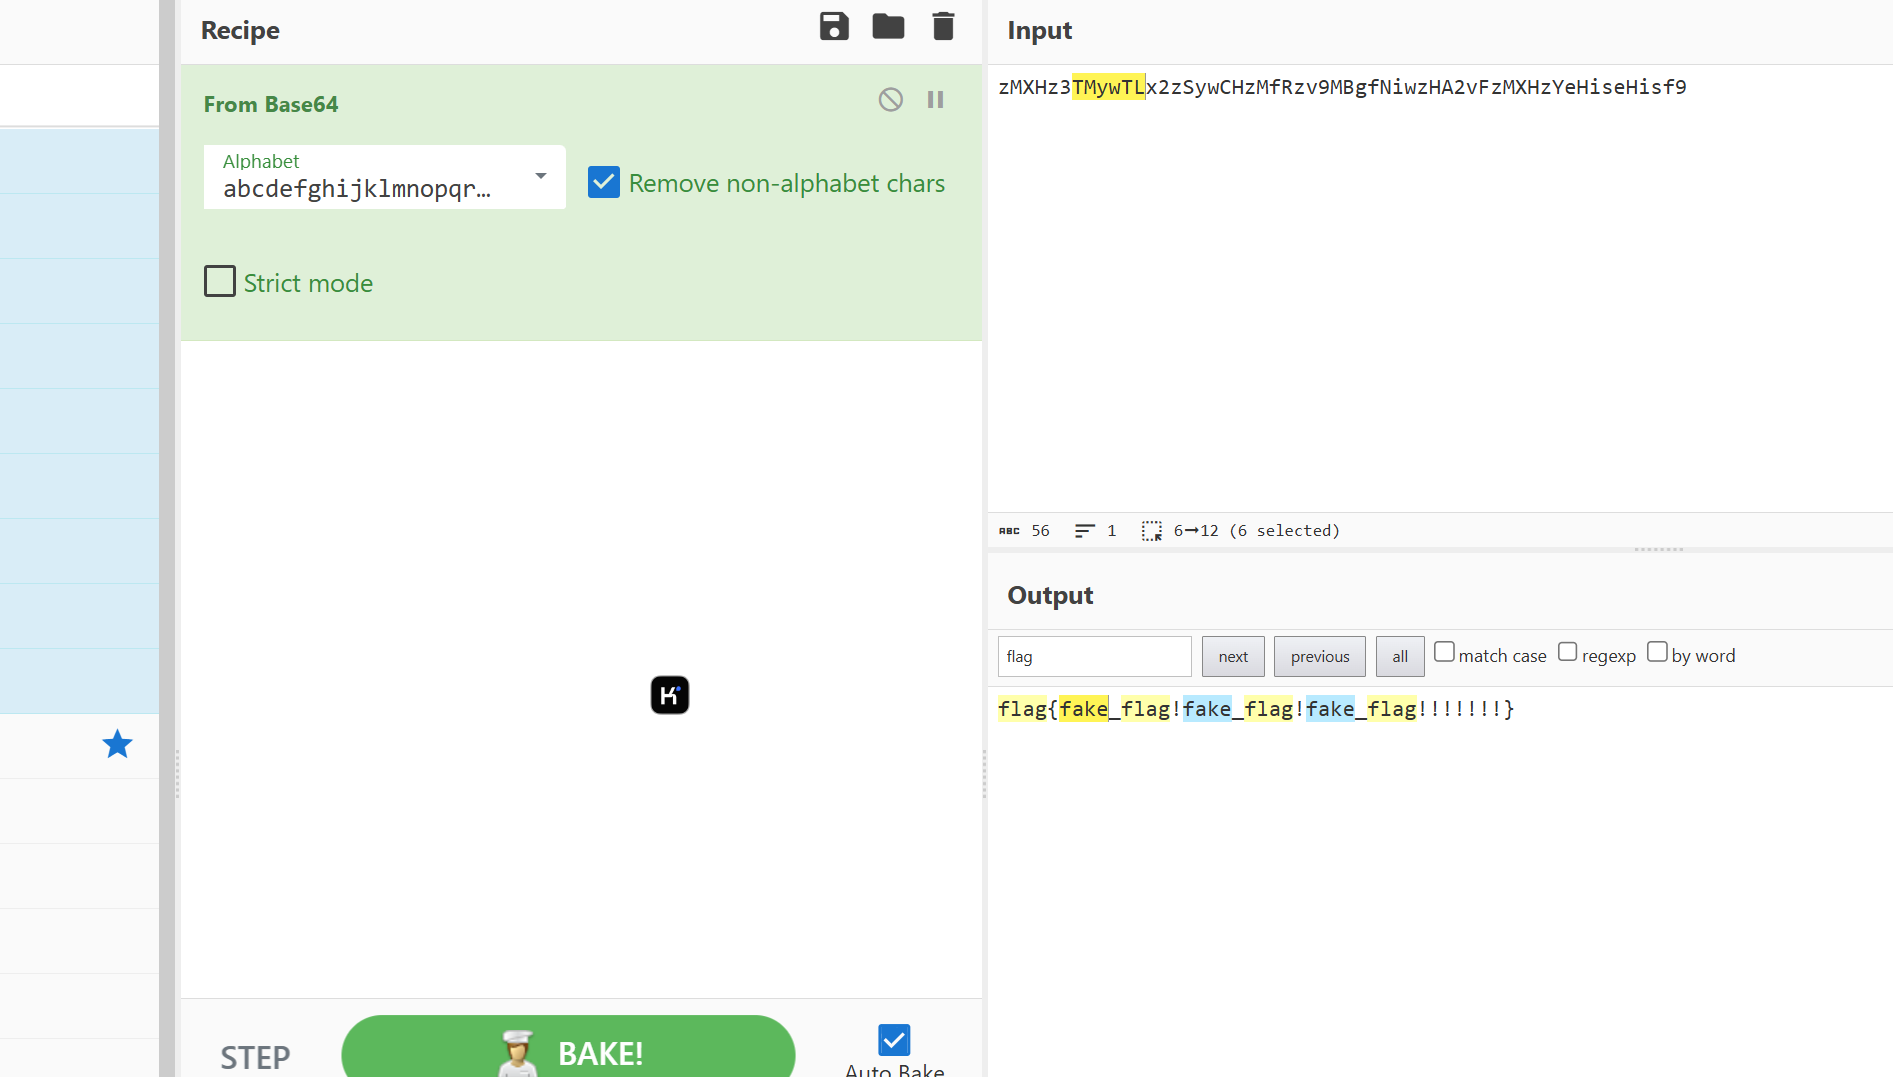 Recipe
Input
From Base64
Alphabet
abcdefghijklmnopqr…
Remove non-alphabet chars
Strict mode
STEP
BAKE!
Auto Bake
zMXHz3TMywTLx2zSywCHzMfRzv9MBgfNiwzHA2vFzMXHzYeHiseHisf9
ABC 56 1 6→12 (6 selected)
Output
flag next previous all match case regexp by word
flag{fake_flag!fake_flag!fake_flag!!!!!!!}